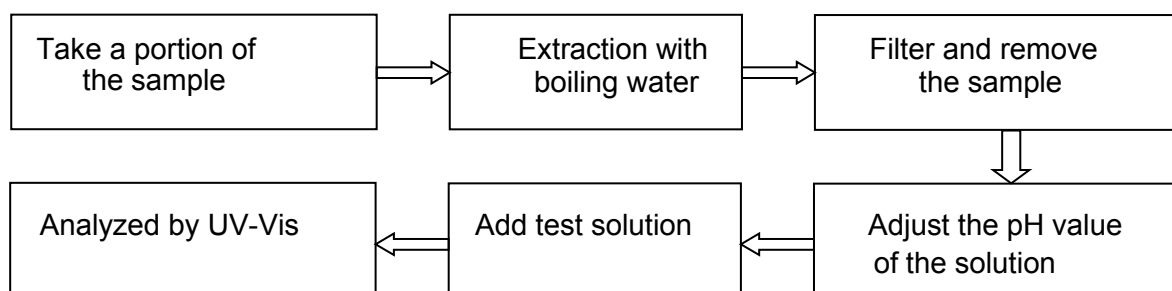 Take a portion of
the sample
Extraction with
boiling water
Filter and remove
the sample
Adjust the pH value
of the solution
Add test solution
Analyzed by UV-Vis